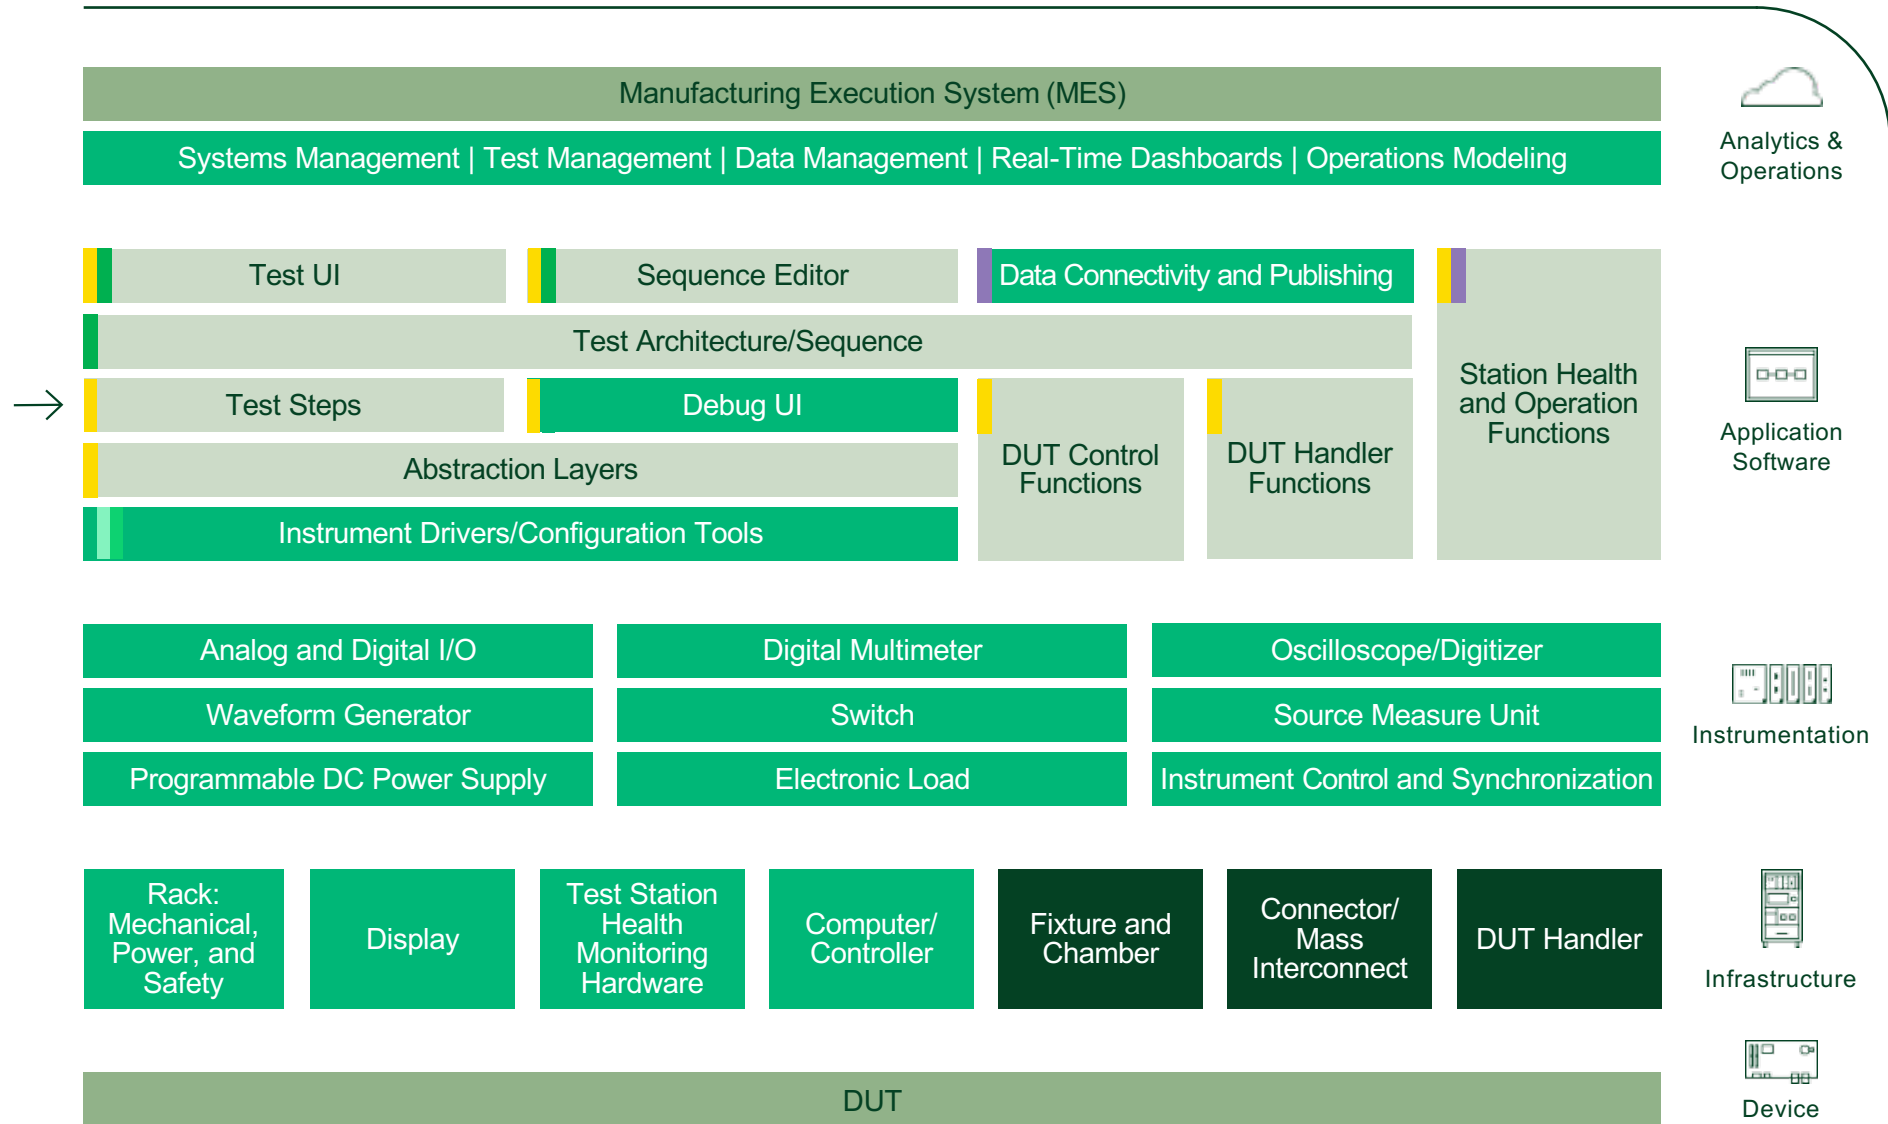 Manufacturing Execution System (MES)
Systems Management | Test Management | Data Management | Real-Time Dashboards | Operations Modeling
Analytics &
Operations
Test UI
Sequence Editor
Data Connectivity and Publishing
Test Architecture/Sequence
Test Steps
Debug UI
Abstraction Layers
Instrument Drivers/Configuration Tools
DUT Control
Functions
DUT Handler
Functions
Station Health
and Operation
Functions
Application
Software
Analog and Digital I/O
Digital Multimeter
Oscilloscope/Digitizer
Waveform Generator
Switch
Source Measure Unit
Programmable DC Power Supply
Electronic Load
Instrument Control and Synchronization
Instrumentation
Rack:
Mechanical,
Power, and
Safety
Display
Test Station
Health
Monitoring
Hardware
Computer/
Controller
Fixture and
Chamber
Connector/
Mass
Interconnect
DUT Handler
Infrastructure
DUT
Device